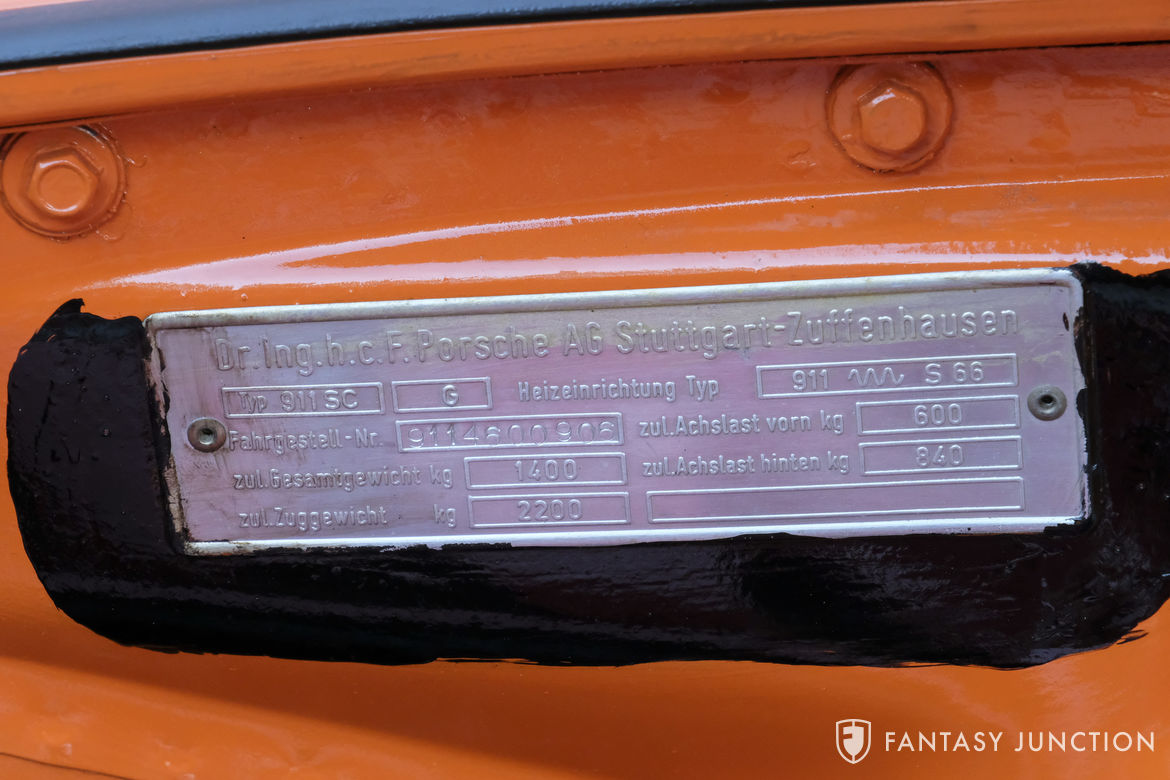 Dr.Ing.h.c.F.Porsche AG Stuttgart-Zuffenhausen
Typ 911 SC G Heizeinrichtung Typ 911 S 66
Fahrgestell-Nr. 9114600906 zul.Achslast vorn kg 600
zul.Gesamtgewicht kg 1400 zul.Achslast hinten kg 840
zul.Zuggewicht kg 2200
FANTASY JUNCTION